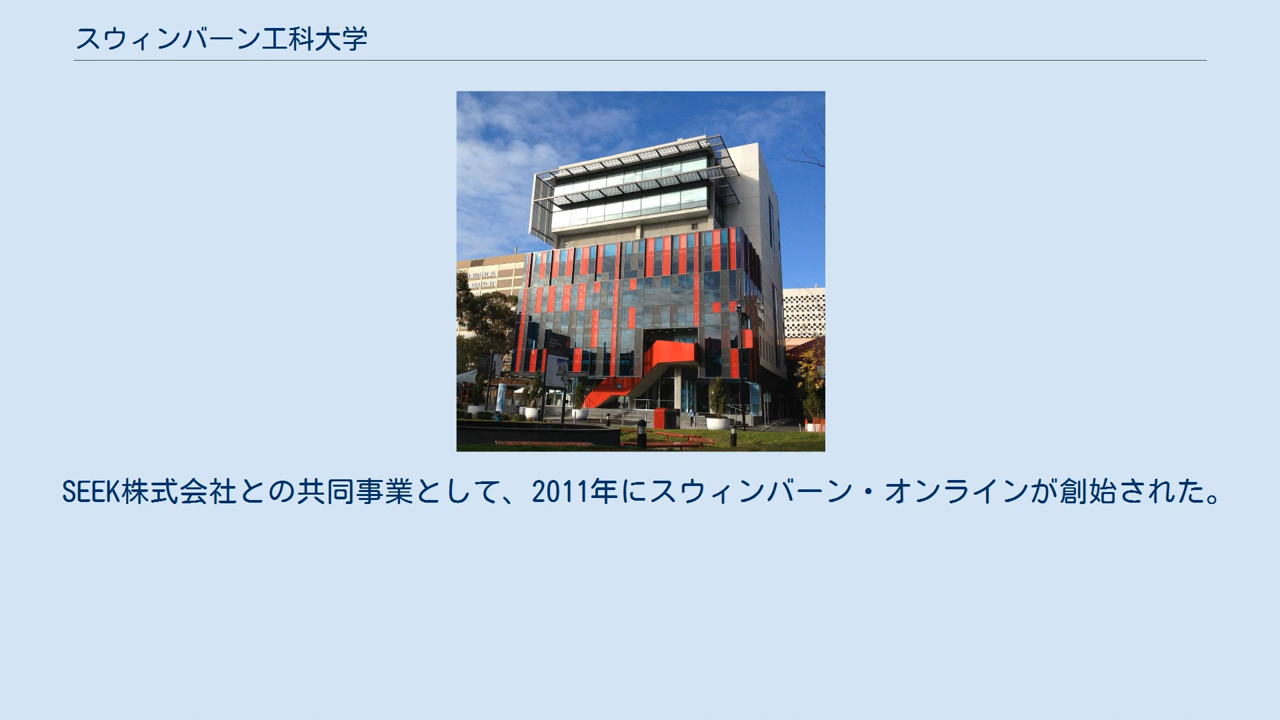 スウィンバーン工科大学
SEEK株式会社との共同事業として、2011年にスウィンバーン・オンラインが創始された。